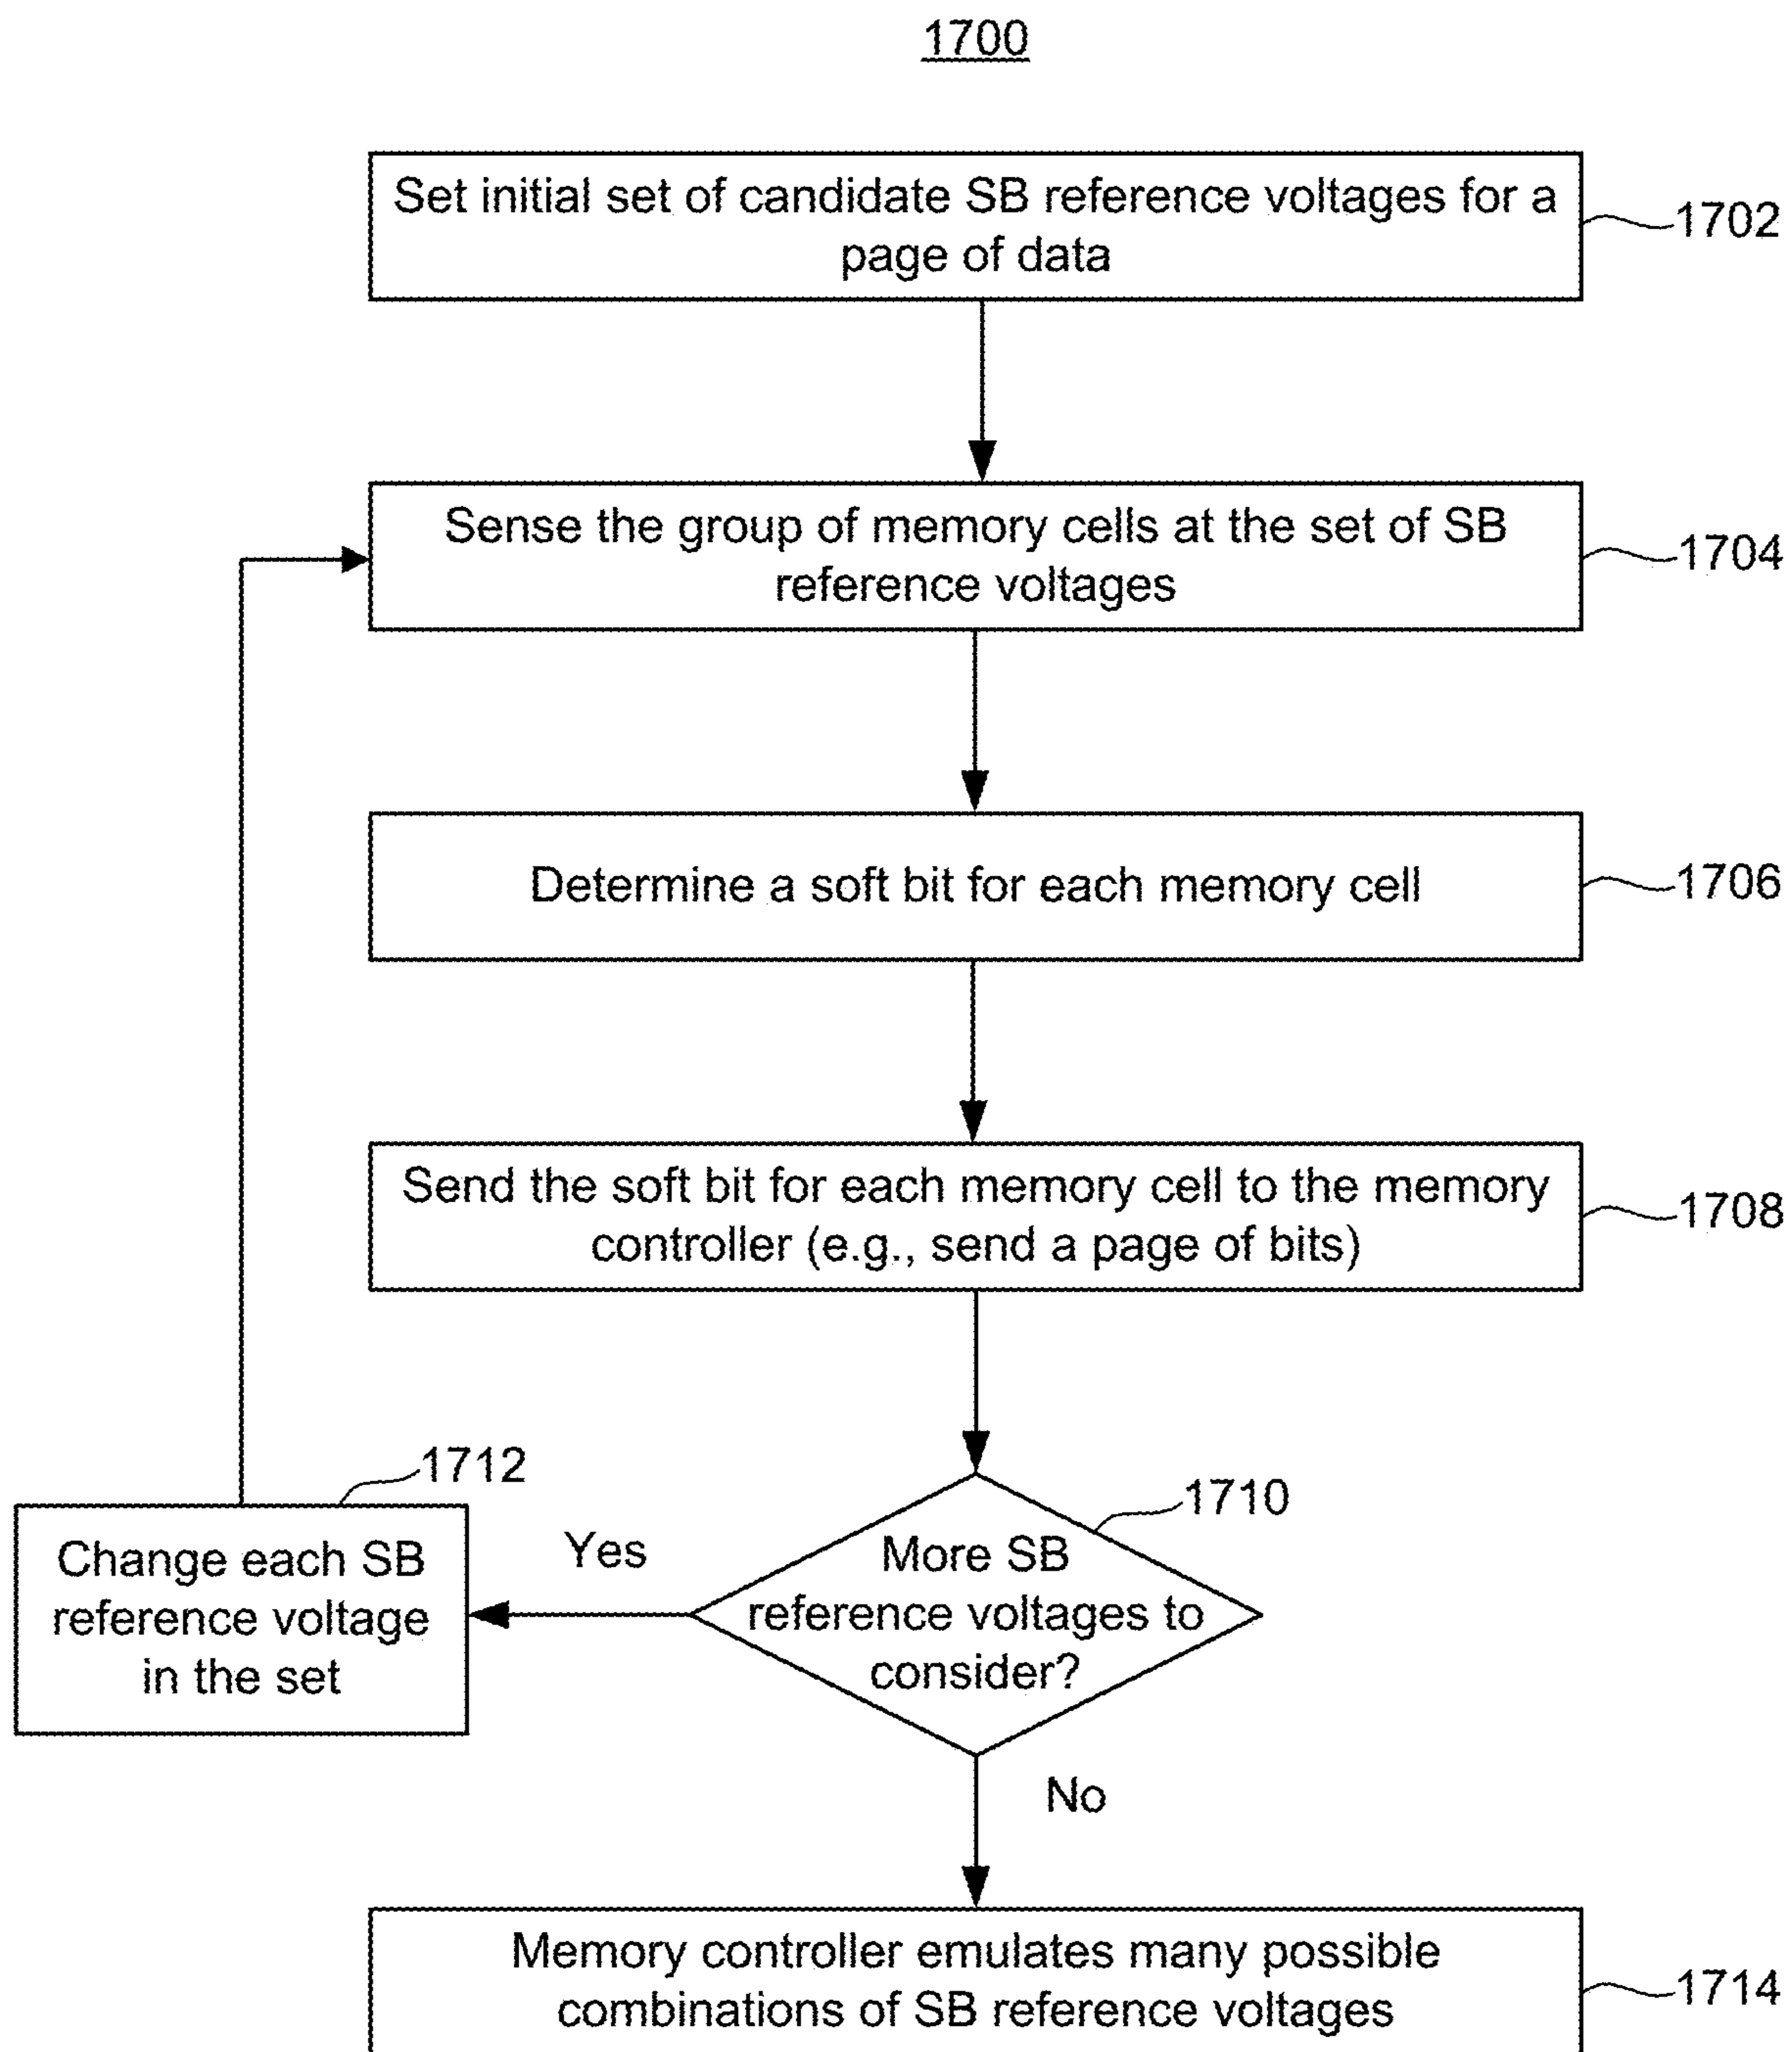 1700
Set initial set of candidate SB reference voltages for a
page of data
1702
Sense the group of memory cells at the set of SB
reference voltages
1704
Determine a soft bit for each memory cell
1706
Send the soft bit for each memory cell to the memory
controller (e.g., send a page of bits)
1708
1712
Change each SB
reference voltage
in the set
Yes
1710
More SB
reference voltages to
consider?
No
Memory controller emulates many possible
combinations of SB reference voltages
1714